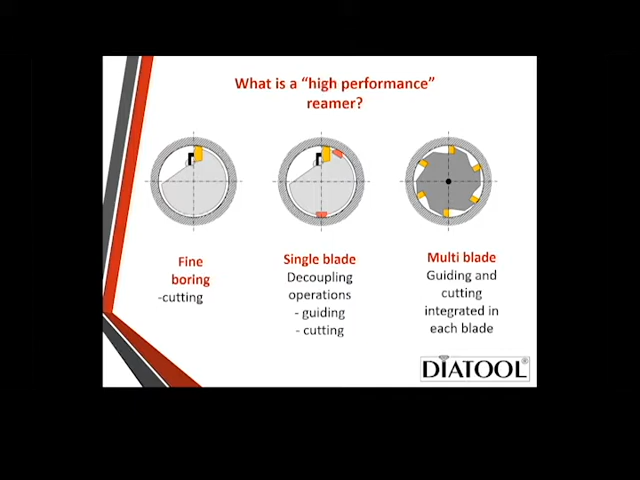 What is a “high performance”
reamer?
Fine
boring
-cutting
Single blade
Decoupling
operations
- guiding
- cutting
Multi blade
Guiding and
cutting
integrated in
each blade
DIATOOL®